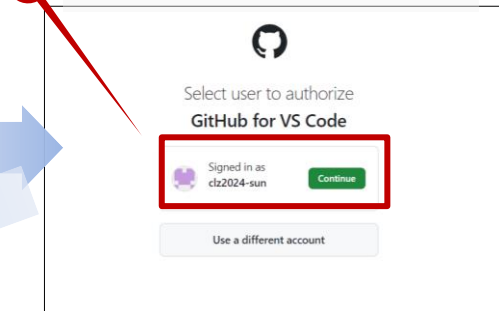 Select user to authorize
GitHub for VS Code
Signed in as
clz2024-sun
Continue
Use a different account